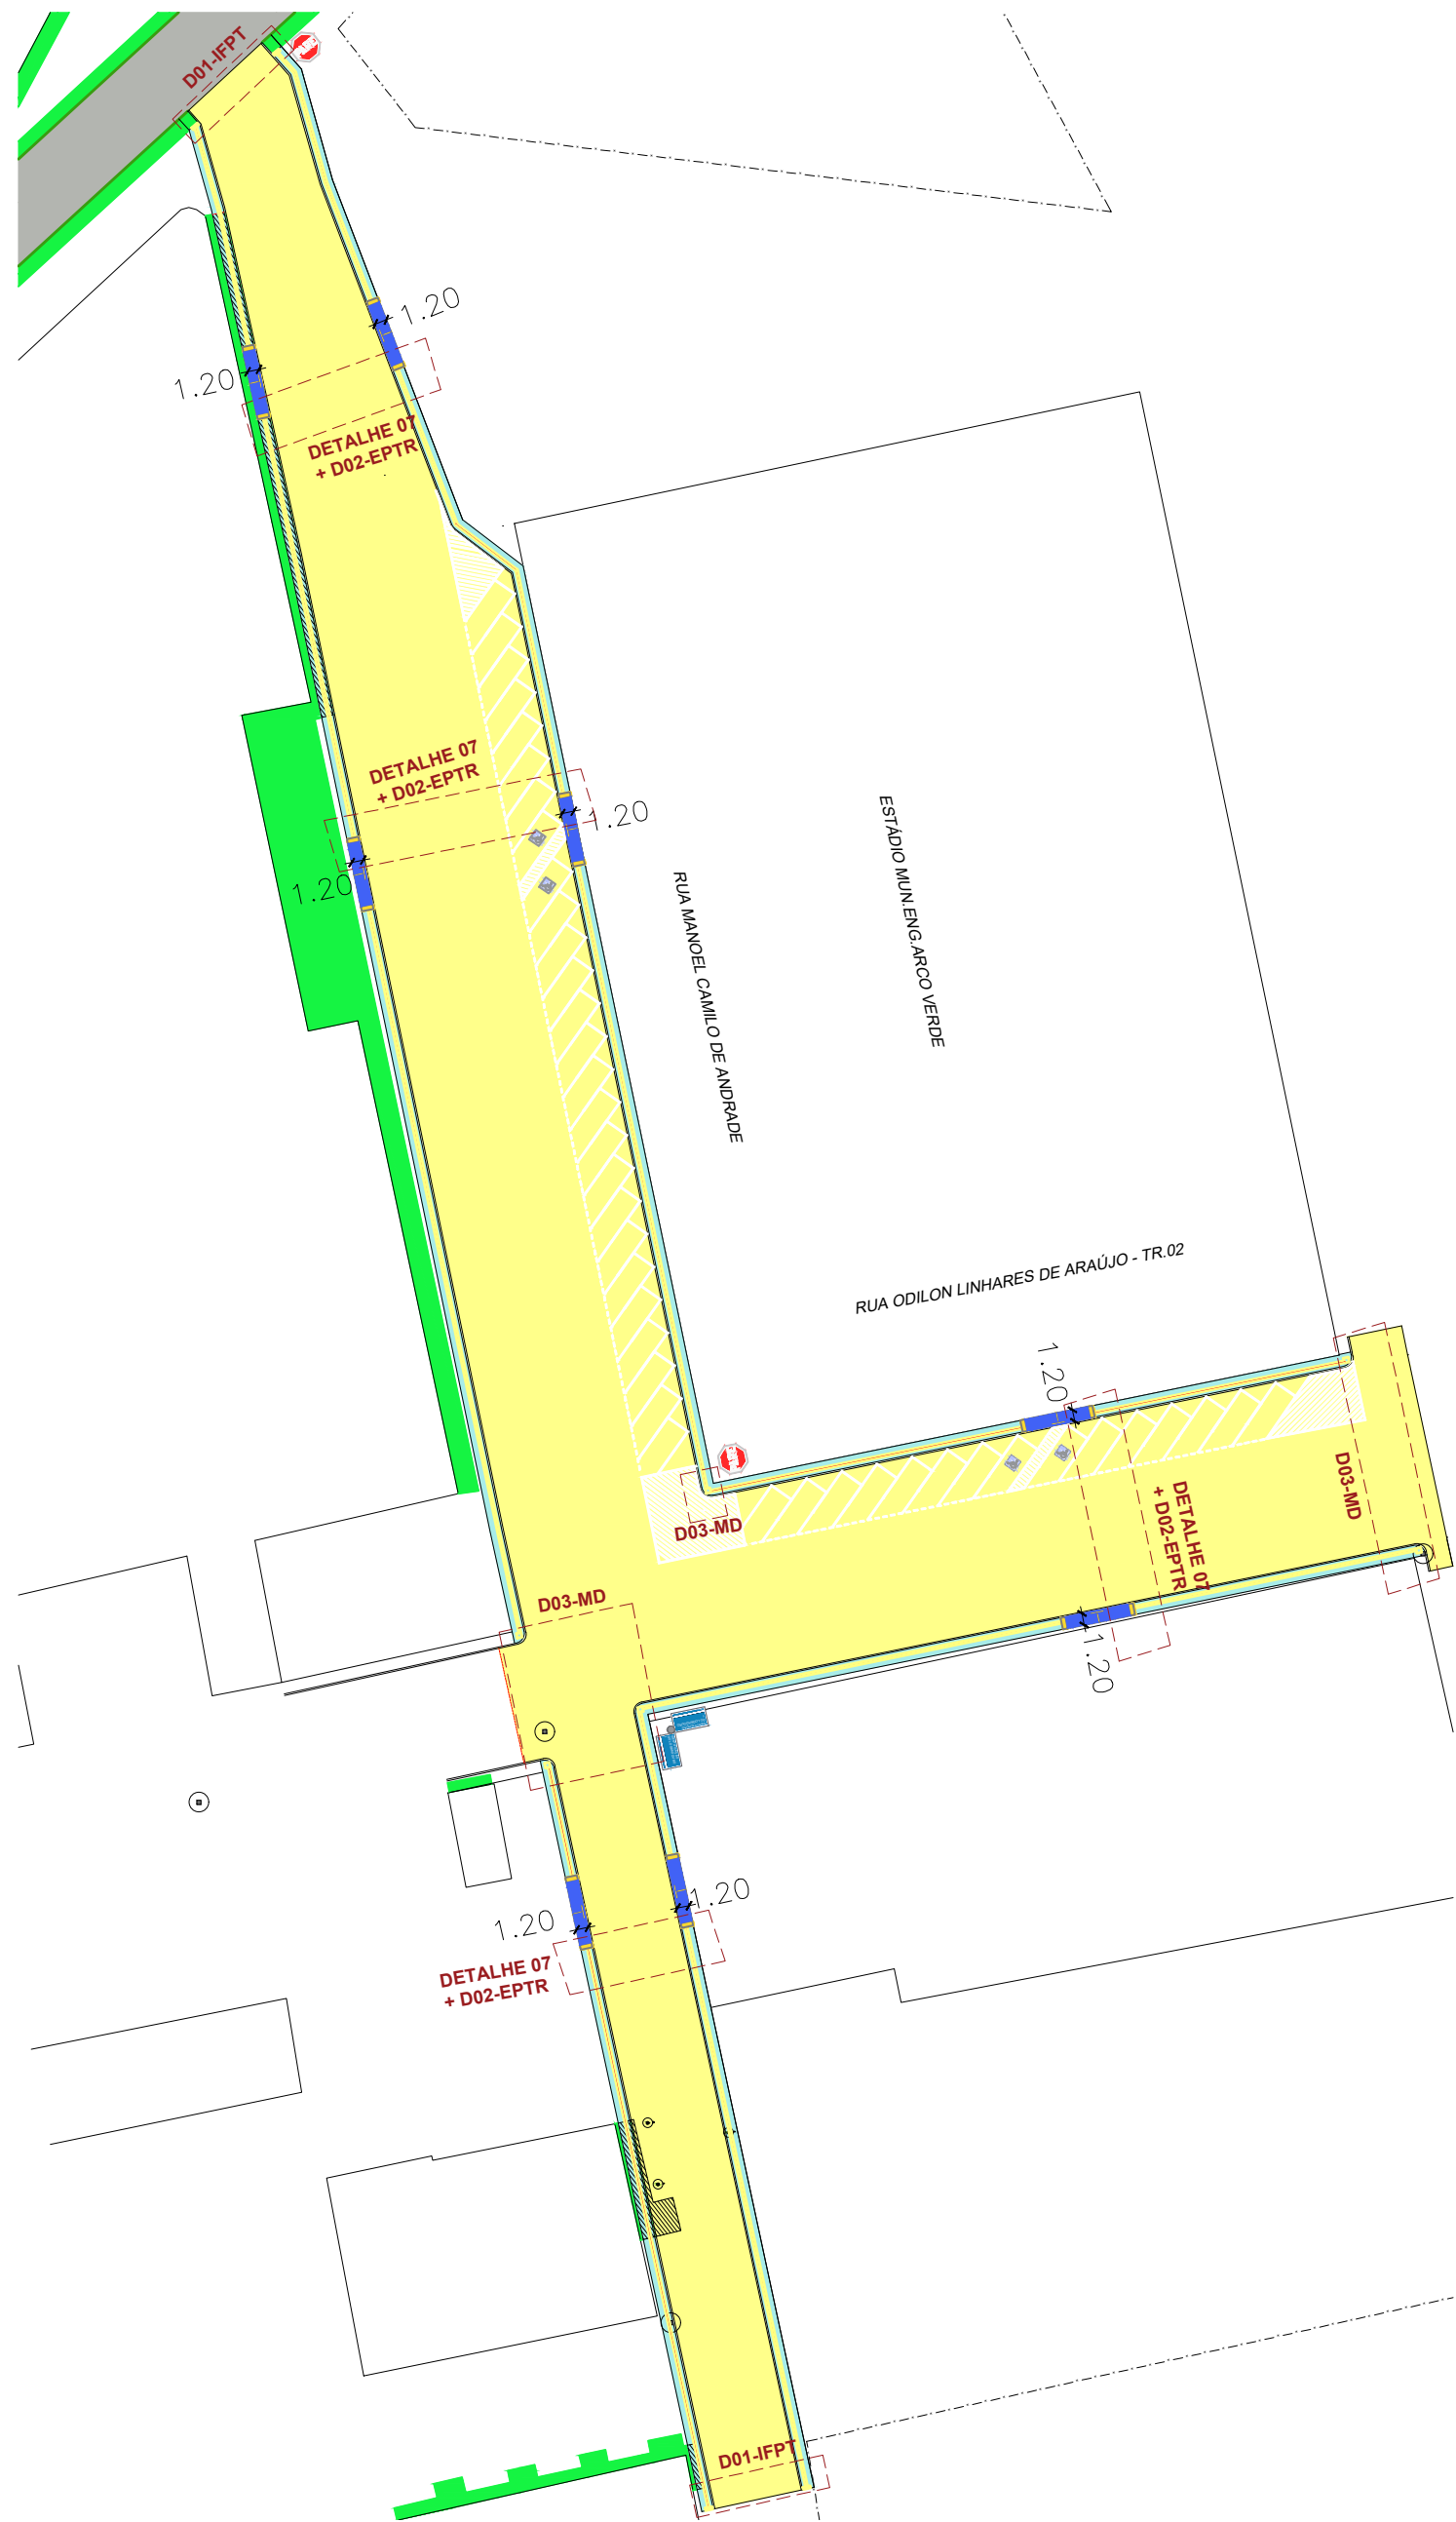 D01-IFPT
1.20
1.20
DETALHE 07
+ D02-EPTR
DETALHE 07
+ D02-EPTR
1.20
1.20
ESTÁDIO MUN.ENG.ARCO VERDE
RUA MANOEL CAMILO DE ANDRADE
RUA ODILON LINHARES DE ARAÚJO - TR.02
1.20
D03-MD
DETALHE 07
+ D02-EPTR
D03-MD
D03-MD
1.20
1.20
1.20
DETALHE 07
+ D02-EPTR
D01-IFPT